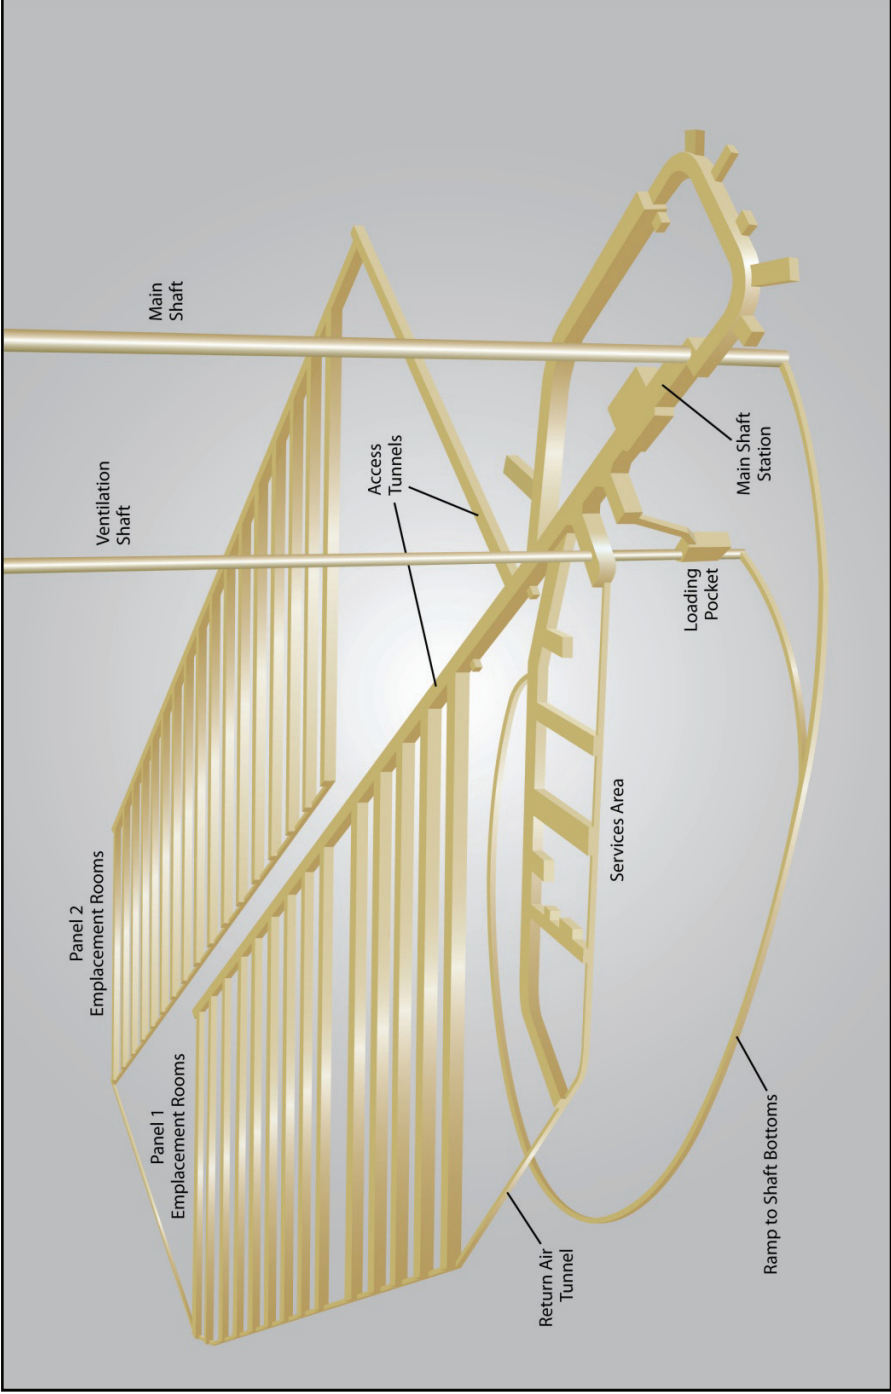 Panel 2
Emplacement Rooms
Ventilation
Shaft
Main
Shaft
Panel 1
Emplacement Rooms
Access
Tunnels
Return Air
Tunnel
Services Area
Loading
Pocket
Main Shaft
Station
Ramp to Shaft Bottoms